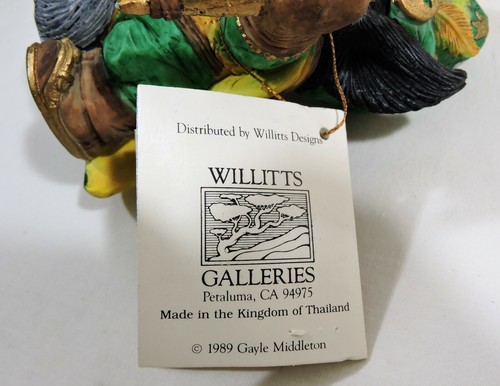 Distributed by Willitts Designs
WILLITTS
GALLERIES
Petaluma, CA 94975
Made in the Kingdom of Thailand
© 1989 Gayle Middleton